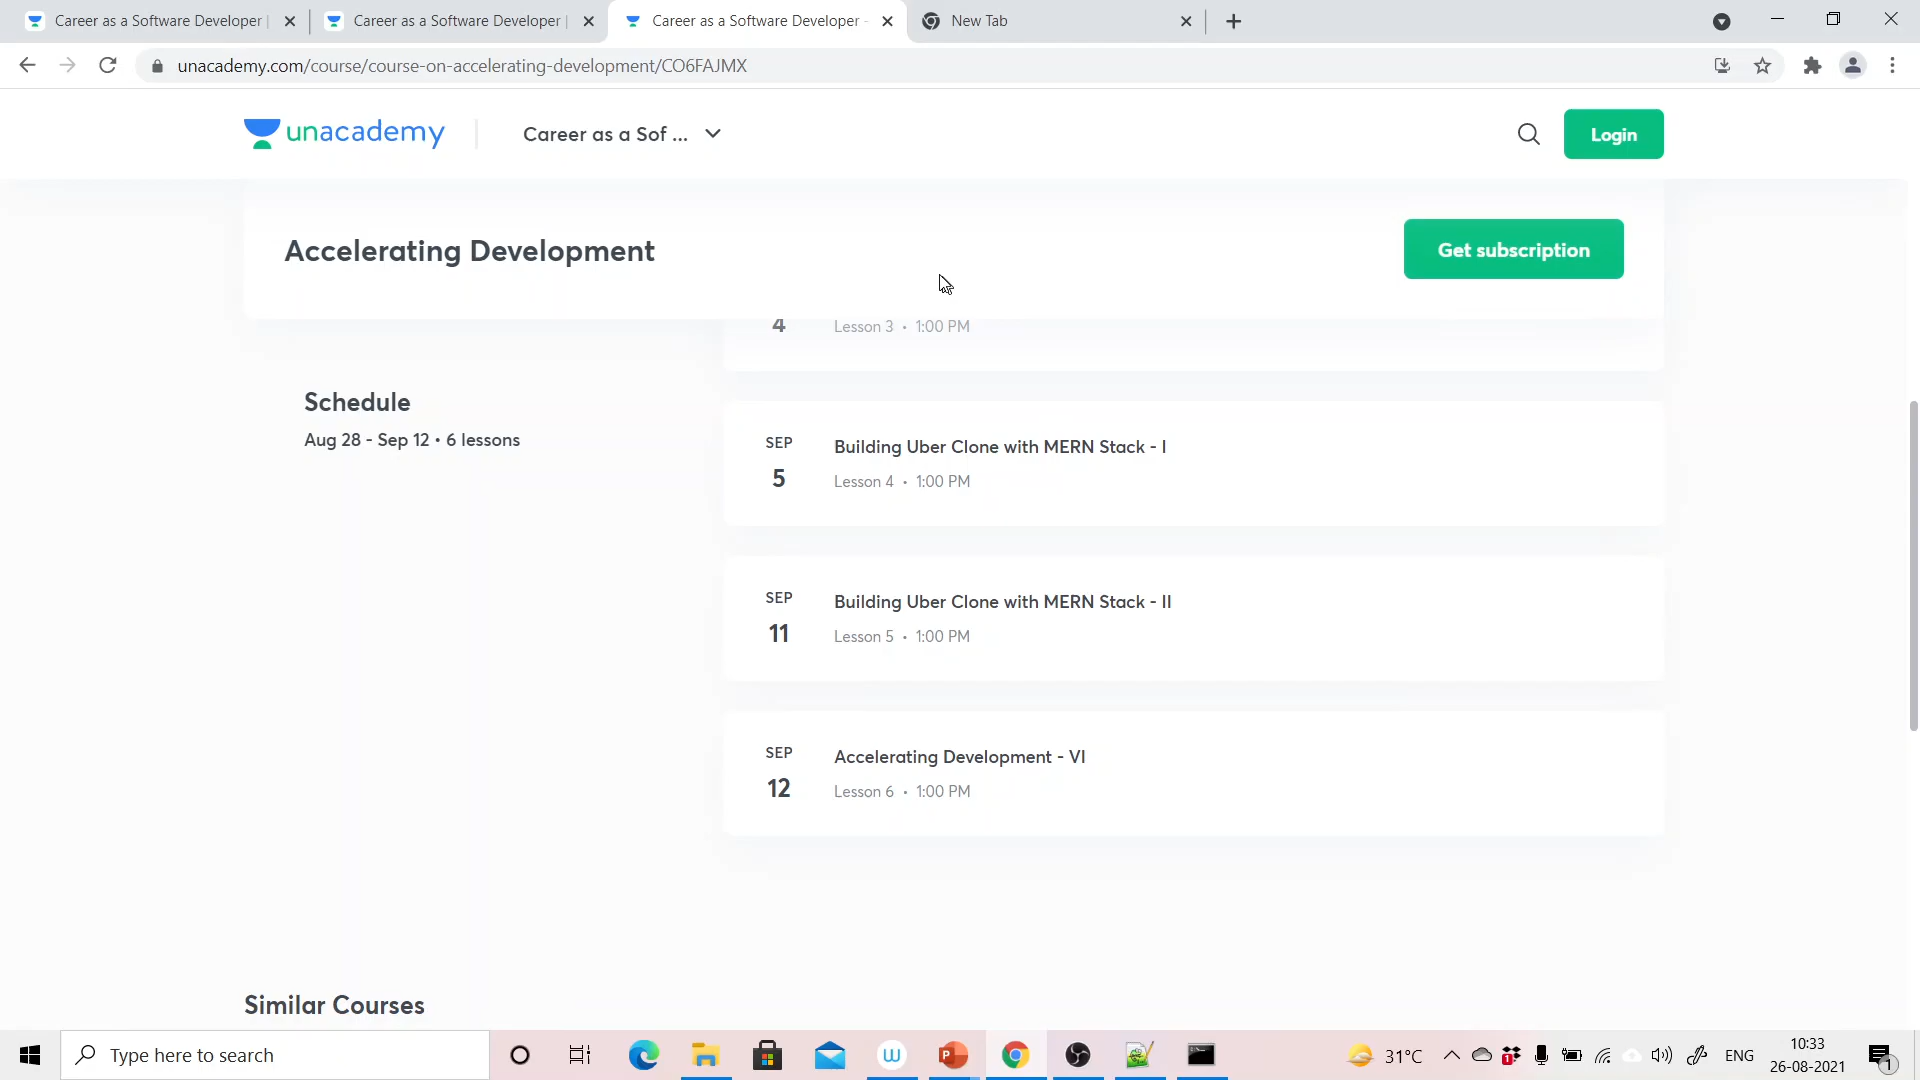 Career as a Software Developer |
Career as a Software Developer |
Career as a Software Developer -
New Tab
unacademy.com/course/course-on-accelerating-development/CO6FAJMX
unacademy
Career as a Sof ...
Login
Accelerating Development
Get subscription
4
Lesson 3 • 1:00 PM
Schedule
Aug 28 - Sep 12 • 6 lessons
SEP
5
Building Uber Clone with MERN Stack - I
Lesson 4 • 1:00 PM
SEP
11
Building Uber Clone with MERN Stack - II
Lesson 5 • 1:00 PM
SEP
12
Accelerating Development - VI
Lesson 6 • 1:00 PM
Similar Courses
Type here to search
31°C
ENG
10:33
26-08-2021
1